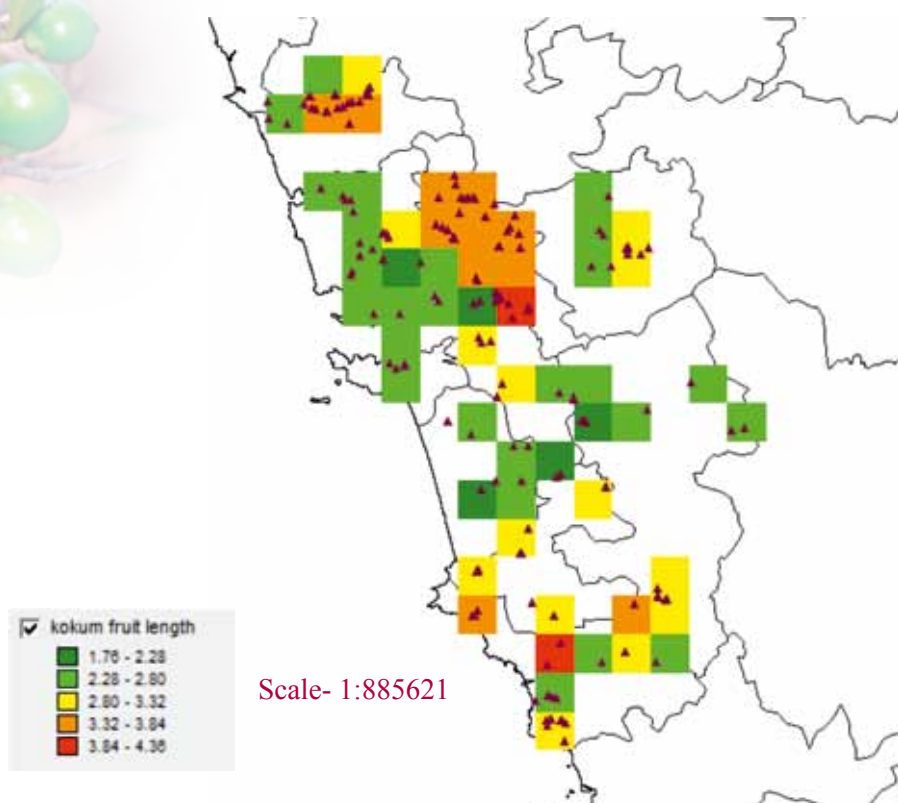 kokum fruit length
1.76 - 2.28
2.28 - 2.80
2.80 - 3.32
3.32 - 3.84
3.84 - 4.36
Scale- 1:885621